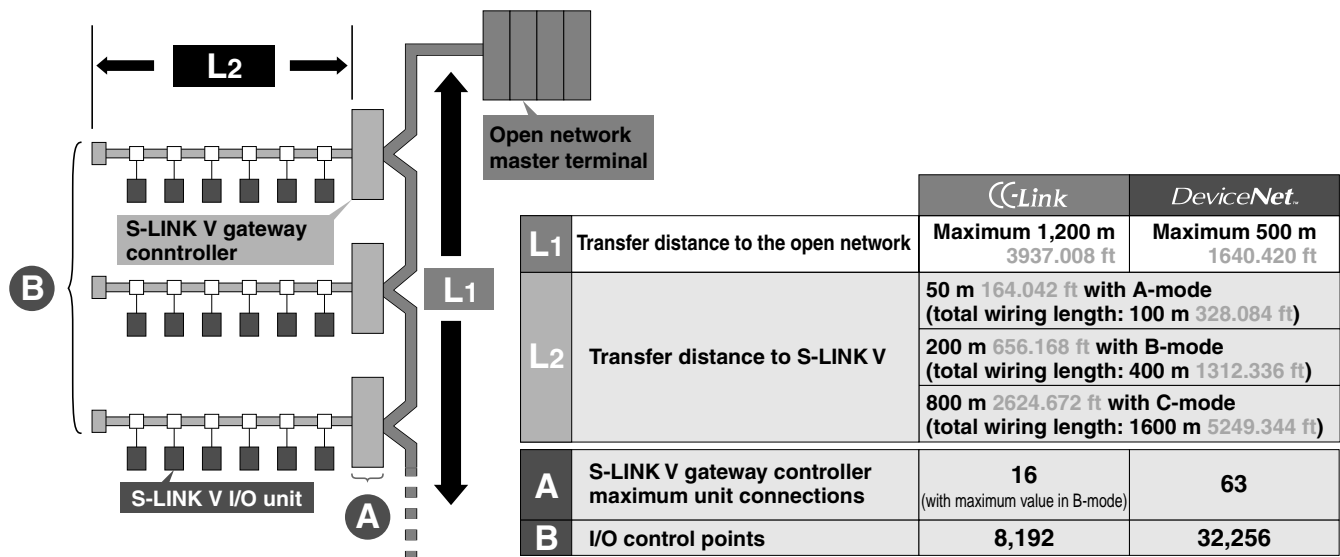 L2
Open network
master terminal
S-LINK V gateway
conntroller
B
L1
S-LINK V I/O unit
A
CC-Link DeviceNet™
L1 Transfer distance to the open network Maximum 1,200 m 3937.008 ft Maximum 500 m 1640.420 ft
L2 Transfer distance to S-LINK V
50 m 164.042 ft with A-mode
(total wiring length: 100 m 328.084 ft)
200 m 656.168 ft with B-mode
(total wiring length: 400 m 1312.336 ft)
800 m 2624.672 ft with C-mode
(total wiring length: 1600 m 5249.344 ft)
A S-LINK V gateway controller
maximum unit connections
16
(with maximum value in B-mode)
63
B I/O control points 8,192 32,256